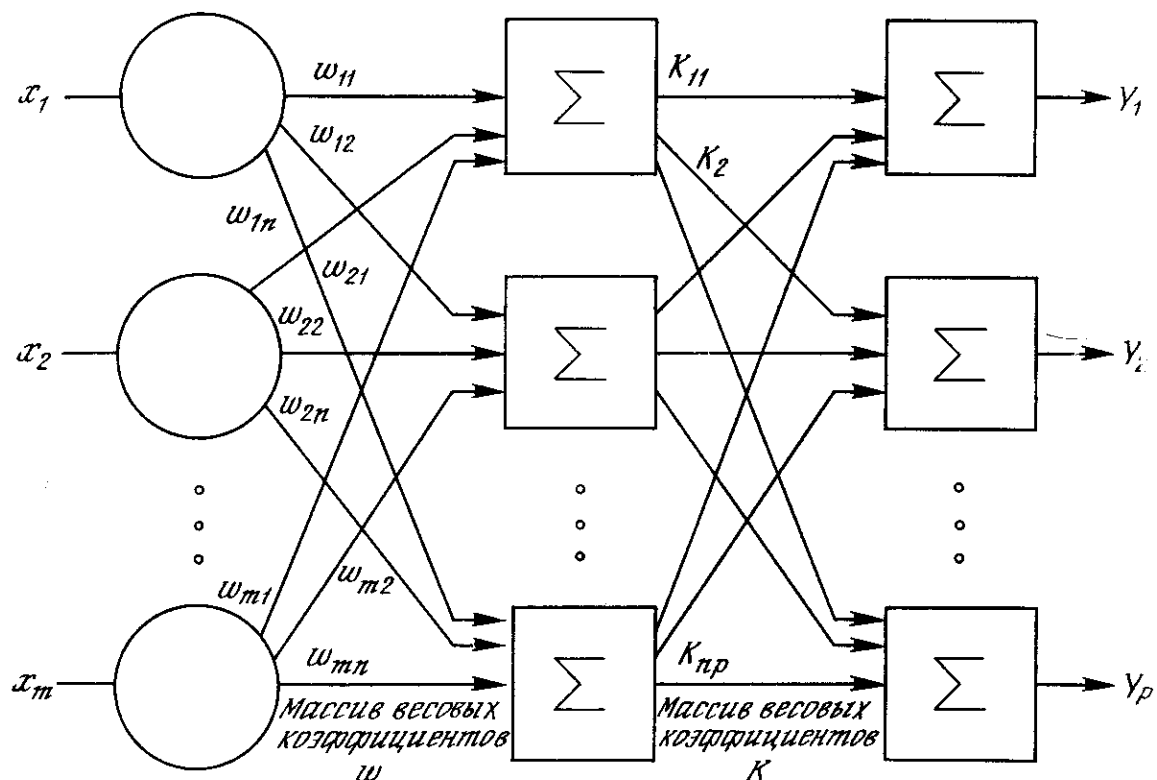 x₁
w₁₁
Σ
K₁₁
Σ
Y₁
w₁₂
K₂
w₁ₙ
w₂₁
x₂
w₂₂
Σ
Σ
Y₂
w₂ₙ
wₘ₁
wₘ₂
xₘ
wₘₙ
Σ
Kₙₚ
Σ
Yₚ
Массив весовых
коэффициентов
w
Массив весовых
коэффициентов
K